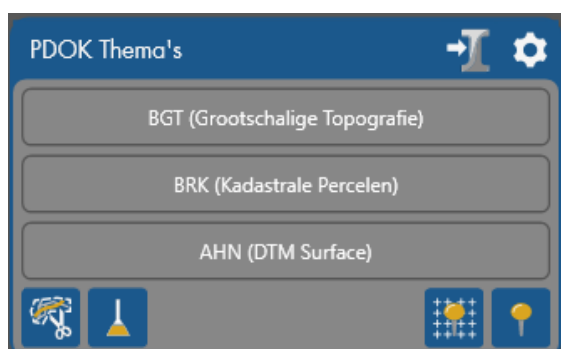 PDOK Thema's
BGT (Grootschalige Topografie)
BRK (Kadastrale Percelen)
AHN (DTM Surface)